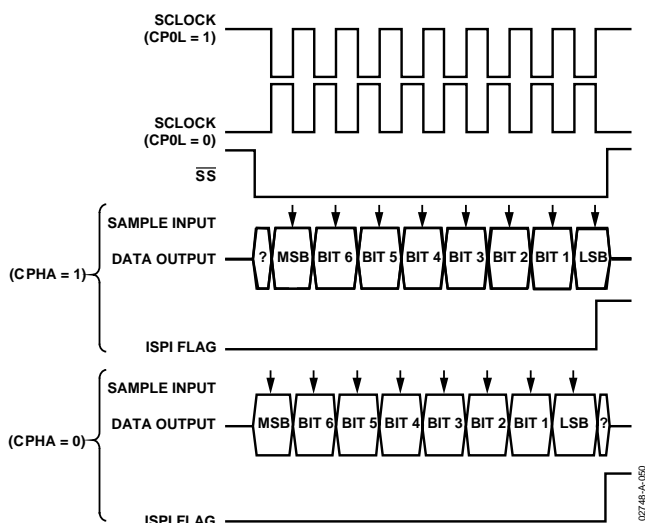 SCLOCK
(CP0L = 1)
SCLOCK
(CP0L = 0)
SS
SAMPLE INPUT
DATA OUTPUT
? MSB BIT 6 BIT 5 BIT 4 BIT 3 BIT 2 BIT 1 LSB
(CPHA = 1)
ISPI FLAG
SAMPLE INPUT
DATA OUTPUT
MSB BIT 6 BIT 5 BIT 4 BIT 3 BIT 2 BIT 1 LSB ?
(CPHA = 0)
ISPI FLAG
02748-A-050